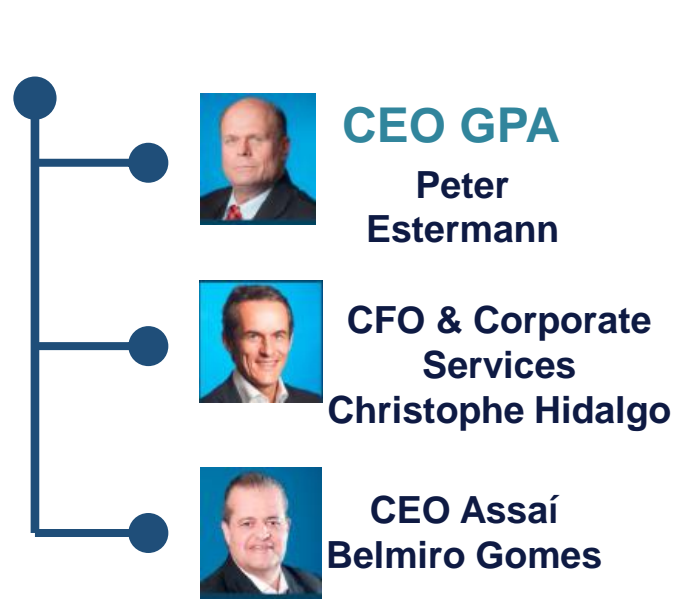 CEO GPA
Peter
Estermann
CFO & Corporate
Services
Christophe Hidalgo
CEO Assaí
Belmiro Gomes